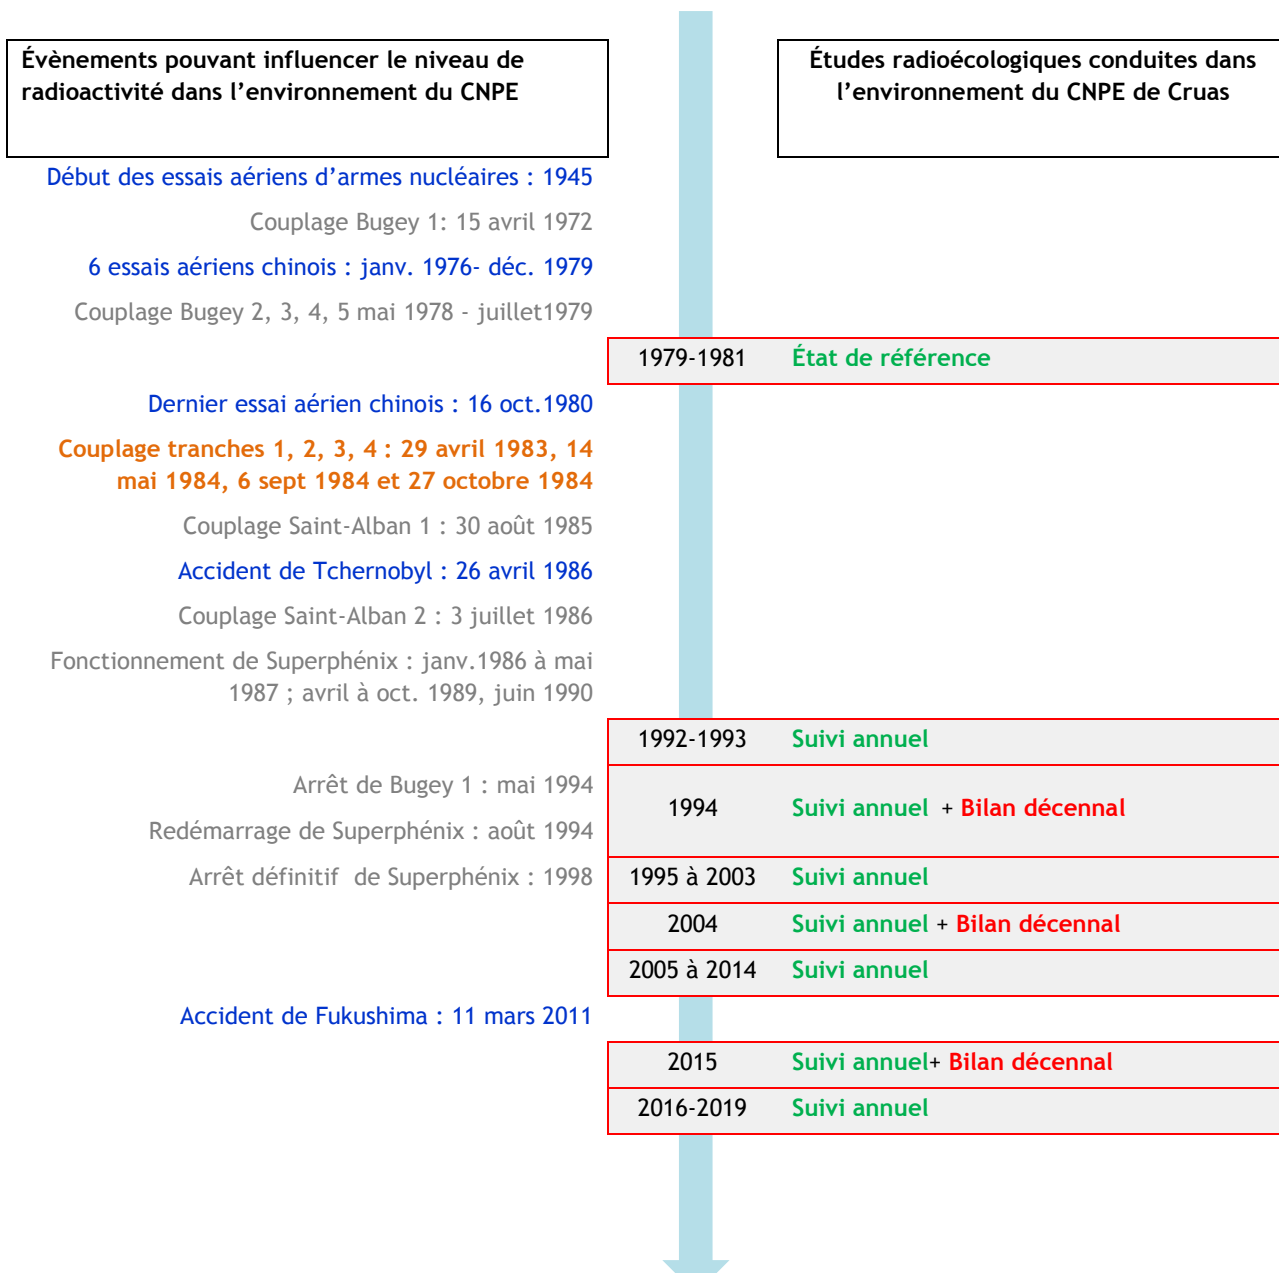 Évènements pouvant influencer le niveau de
radioactivité dans l'environnement du CNPE
Études radioécologiques conduites dans
l'environnement du CNPE de Cruas
Début des essais aériens d'armes nucléaires : 1945
Couplage Bugey 1: 15 avril 1972
6 essais aériens chinois : janv. 1976- déc. 1979
Couplage Bugey 2, 3, 4, 5 mai 1978 - juillet1979
1979-1981 État de référence
Dernier essai aérien chinois : 16 oct.1980
Couplage tranches 1, 2, 3, 4 : 29 avril 1983, 14
mai 1984, 6 sept 1984 et 27 octobre 1984
Couplage Saint-Alban 1 : 30 août 1985
Accident de Tchernobyl : 26 avril 1986
Couplage Saint-Alban 2 : 3 juillet 1986
Fonctionnement de Superphénix : janv.1986 à mai
1987 ; avril à oct. 1989, juin 1990
1992-1993 Suivi annuel
Arrêt de Bugey 1 : mai 1994
1994 Suivi annuel + Bilan décennal
Redémarrage de Superphénix : août 1994
Arrêt définitif de Superphénix : 1998
1995 à 2003 Suivi annuel
2004 Suivi annuel + Bilan décennal
2005 à 2014 Suivi annuel
Accident de Fukushima : 11 mars 2011
2015 Suivi annuel+ Bilan décennal
2016-2019 Suivi annuel